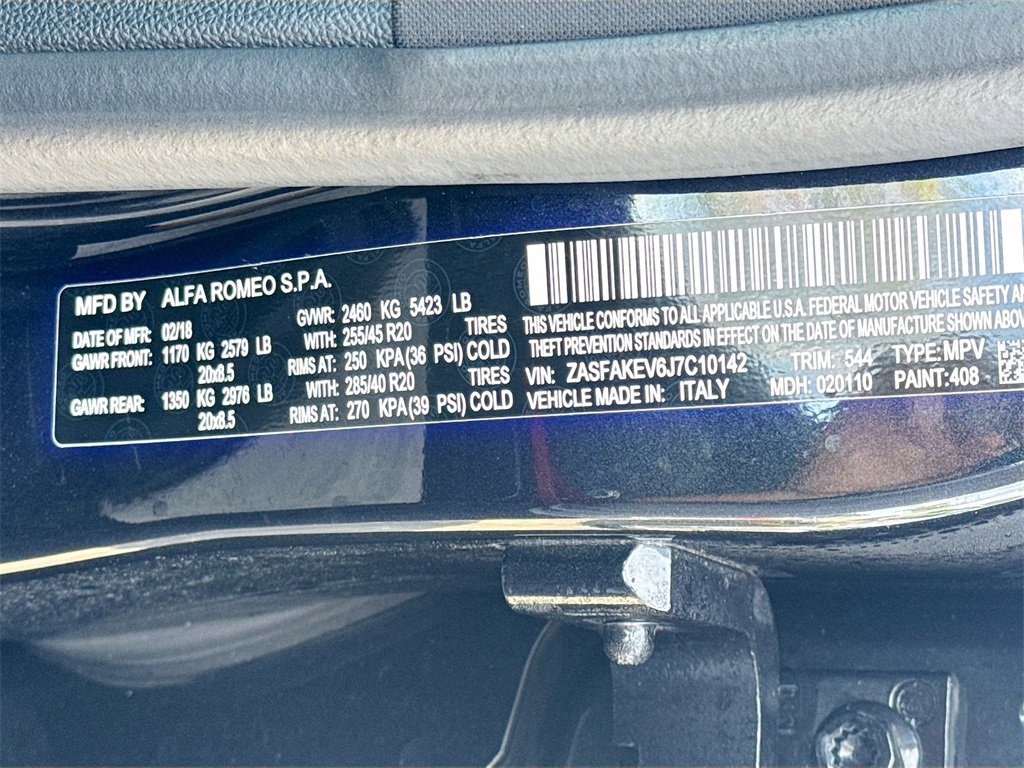 MFD BY ALFA ROMEO S.P.A.
DATE OF MFR: 02/18 GVWR: 2460 KG 5423 LB
GAWR FRONT: 1170 KG 2579 LB WITH: 255/45 R20 TIRES
20x8.5 RIMS AT: 250 KPA (36 PSI) COLD
GAWR REAR: 1350 KG 2976 LB WITH: 285/40 R20 TIRES
20x8.5 RIMS AT: 270 KPA (39 PSI) COLD
THIS VEHICLE CONFORMS TO ALL APPLICABLE U.S.A. FEDERAL MOTOR VEHICLE SAFETY
THEFT PREVENTION STANDARDS IN EFFECT ON THE DATE OF MANUFACTURE SHOWN
VIN: ZASFAKEV6J7C10142 TRIM: 544 TYPE: MPV
VEHICLE MADE IN: ITALY MDH: 020110 PAINT: 408